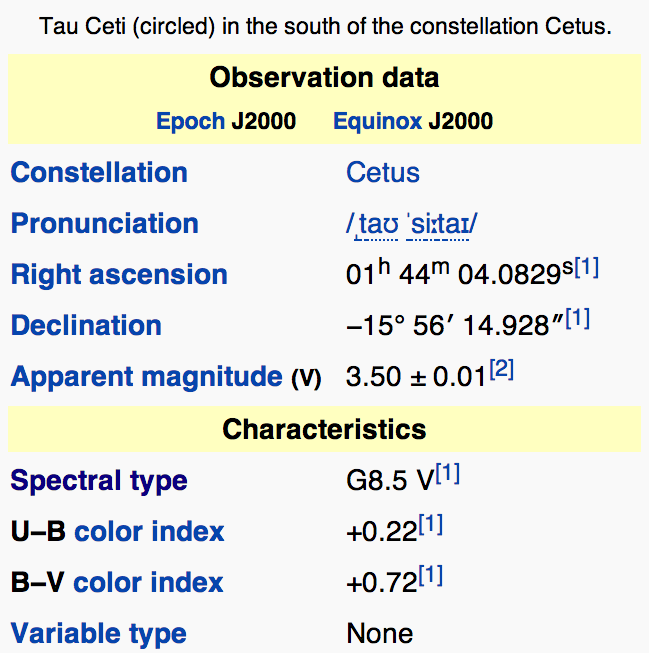 Tau Ceti (circled) in the south of the constellation Cetus.
Observation data
Epoch J2000 Equinox J2000
Constellation Cetus
Pronunciation /ˌtaʊ ˈsiːtaɪ/
Right ascension 01ʰ 44ᵐ 04.0829ˢ[1]
Declination −15° 56′ 14.928″[1]
Apparent magnitude (V) 3.50 ± 0.01[2]
Characteristics
Spectral type G8.5 V[1]
U−B color index +0.22[1]
B−V color index +0.72[1]
Variable type None